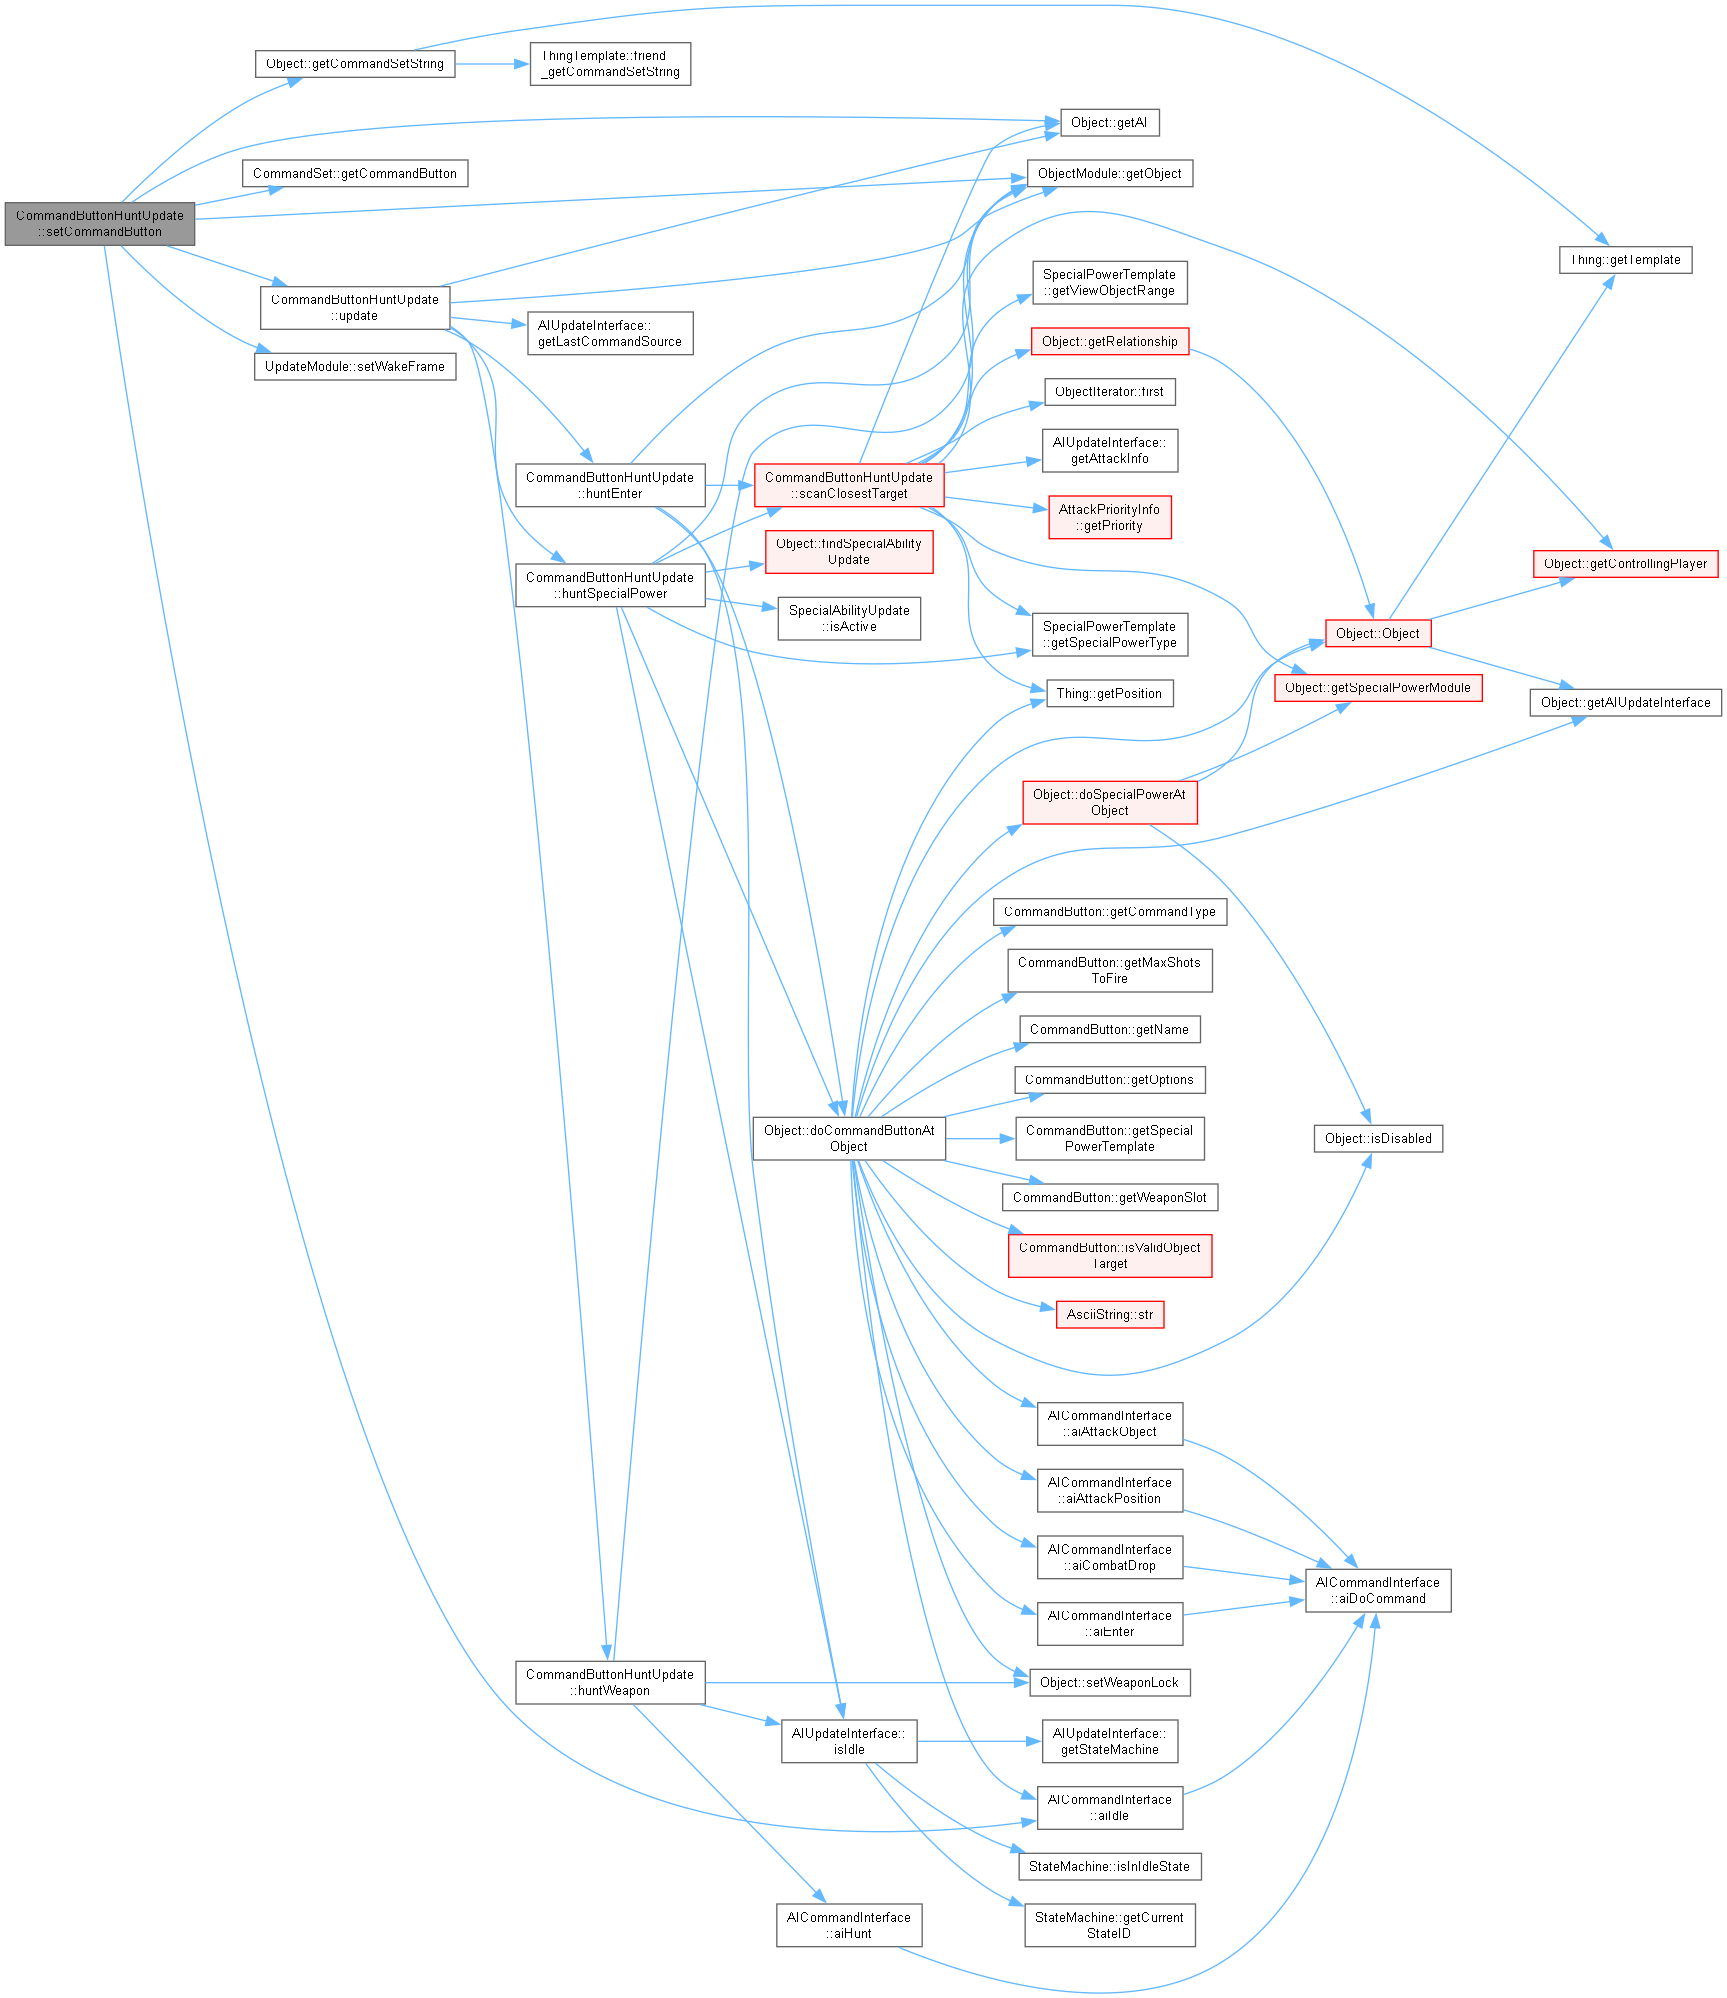 CommandButtonHuntUpdate
::setCommandButton
Object::getCommandSetString
ThingTemplate::friend
_getCommandSetString
CommandSet::getCommandButton
CommandButtonHuntUpdate
::update
UpdateModule::setWakeFrame
AIUpdateInterface::
getLastCommandSource
CommandButtonHuntUpdate
::huntEnter
CommandButtonHuntUpdate
::huntSpecialPower
CommandButtonHuntUpdate
::huntWeapon
CommandButtonHuntUpdate
::scanClosestTarget
Object::findSpecialAbility
Update
SpecialAbilityUpdate
::isActive
Object::doCommandButtonAt
Object
AIUpdateInterface::
isIdle
AICommandInterface
::aiHunt
Object::getAI
ObjectModule::getObject
SpecialPowerTemplate
::getViewObjectRange
Object::getRelationship
ObjectIterator::first
AIUpdateInterface::
getAttackInfo
AttackPriorityInfo
::getPriority
SpecialPowerTemplate
::getSpecialPowerType
Thing::getPosition
Object::doSpecialPowerAt
Object
CommandButton::getCommandType
CommandButton::getMaxShots
ToFire
CommandButton::getName
CommandButton::getOptions
CommandButton::getSpecial
PowerTemplate
CommandButton::getWeaponSlot
CommandButton::isValidObject
Target
AsciiString::str
AICommandInterface
::aiAttackObject
AICommandInterface
::aiAttackPosition
AICommandInterface
::aiCombatDrop
AICommandInterface
::aiEnter
Object::setWeaponLock
AIUpdateInterface::
getStateMachine
AICommandInterface
::aiIdle
StateMachine::isInIdleState
StateMachine::getCurrent
StateID
Thing::getTemplate
Object::getControllingPlayer
Object::Object
Object::getSpecialPowerModule
Object::getAIUpdateInterface
Object::isDisabled
AICommandInterface
::aiDoCommand